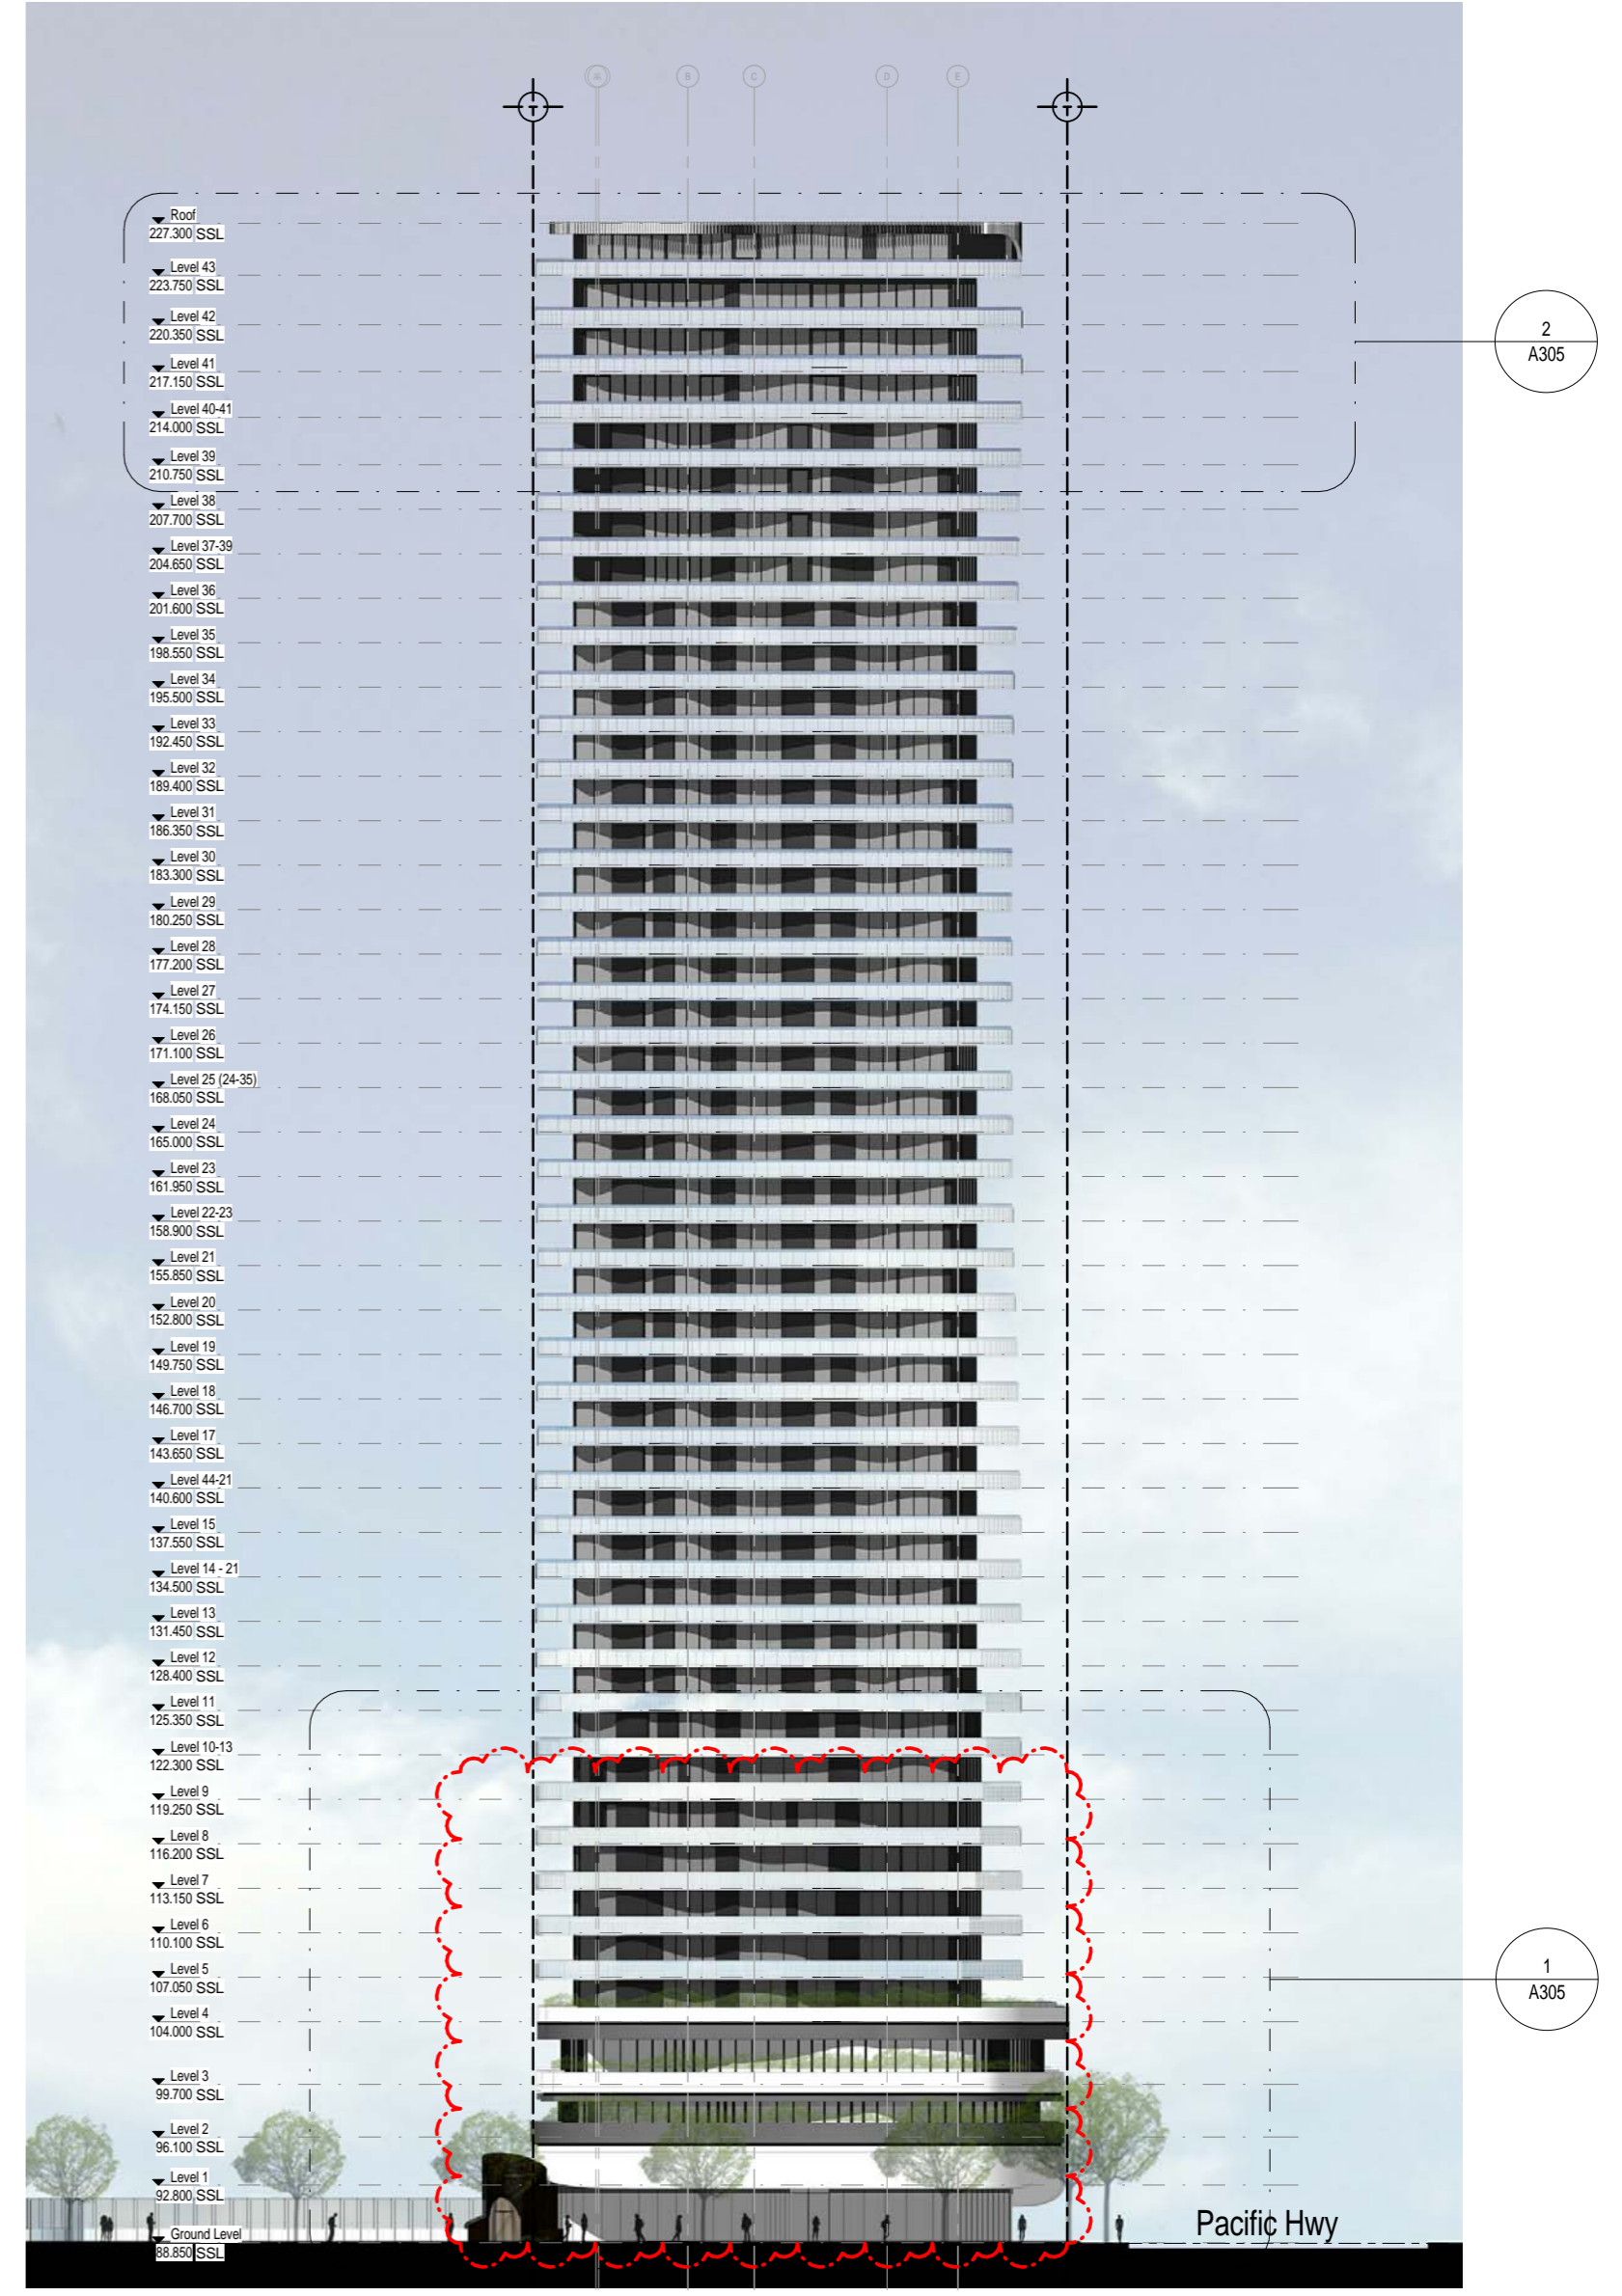 A
B
C
D
E
Roof
227.300 SSL
Level 43
223.750 SSL
Level 42
220.350 SSL
2
A305
Level 41
217.150 SSL
Level 40-41
214.000 SSL
Level 39
210.750 SSL
Level 38
207.700 SSL
Level 37-39
204.650 SSL
Level 36
201.600 SSL
Level 35
198.550 SSL
Level 34
195.500 SSL
Level 33
192.450 SSL
Level 32
189.400 SSL
Level 31
186.350 SSL
Level 30
183.300 SSL
Level 29
180.250 SSL
Level 28
177.200 SSL
Level 27
174.150 SSL
Level 26
171.100 SSL
Level 25 (24-35)
168.050 SSL
Level 24
165.000 SSL
Level 23
161.950 SSL
Level 22-23
158.900 SSL
Level 21
155.850 SSL
Level 20
152.800 SSL
Level 19
149.750 SSL
Level 18
146.700 SSL
Level 17
143.650 SSL
Level 44-21
140.600 SSL
Level 15
137.550 SSL
Level 14 - 21
134.500 SSL
Level 13
131.450 SSL
Level 12
128.400 SSL
Level 11
125.350 SSL
Level 10-13
122.300 SSL
Level 9
119.250 SSL
Level 8
116.200 SSL
Level 7
113.150 SSL
Level 6
110.100 SSL
Level 5
107.050 SSL
1
A305
Level 4
104.000 SSL
Level 3
99.700 SSL
Level 2
96.100 SSL
Level 1
92.800 SSL
Pacific Hwy
Ground Level
88.850 SSL